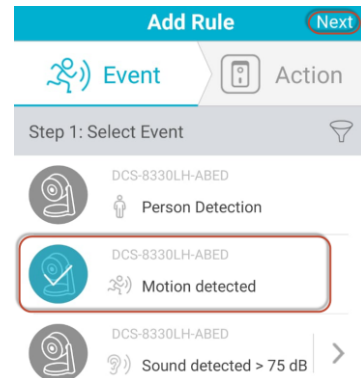 Add Rule Next
Event Action
Step 1: Select Event
DCS-8330LH-ABED
Person Detection
DCS-8330LH-ABED
Motion detected
DCS-8330LH-ABED
Sound detected > 75 dB